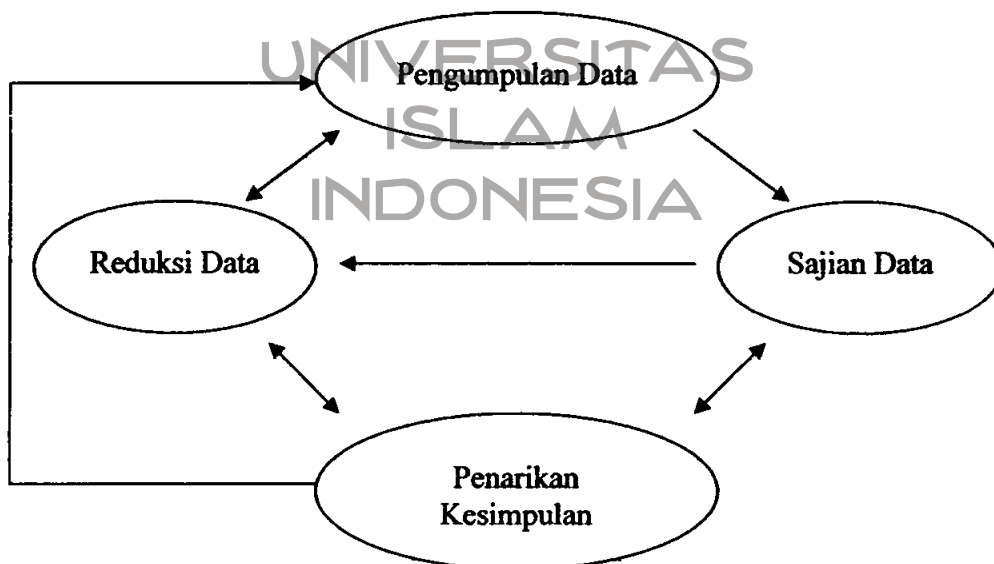 UNIVERSITAS
Pengumpulan Data
ISLAM
INDONESIA
Reduksi Data
Sajian Data
Penarikan
Kesimpulan